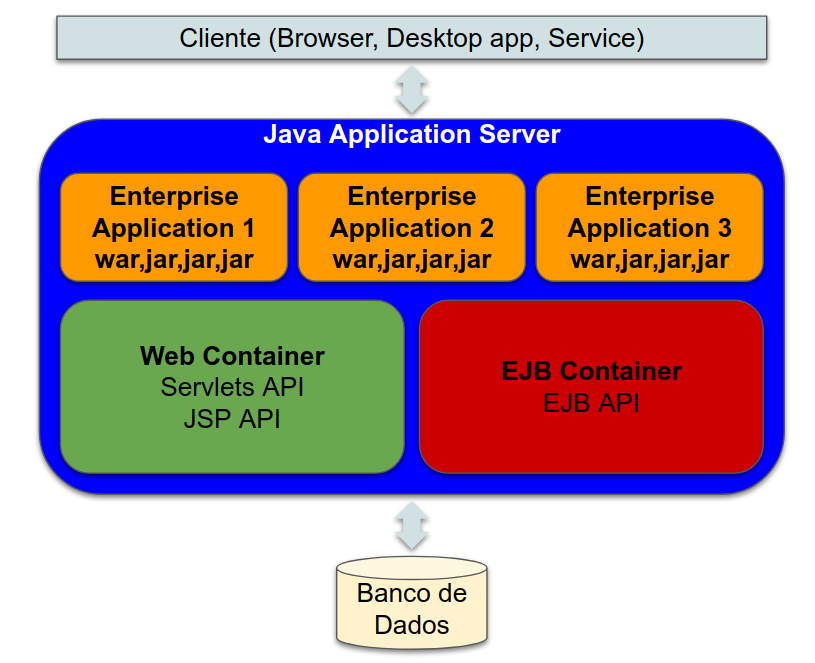 Cliente (Browser, Desktop app, Service)
Java Application Server
Enterprise
Application 1
war,jar,jar,jar
Enterprise
Application 2
war,jar,jar,jar
Enterprise
Application 3
war,jar,jar,jar
Web Container
Servlets API
JSP API
EJB Container
EJB API
Banco de
Dados